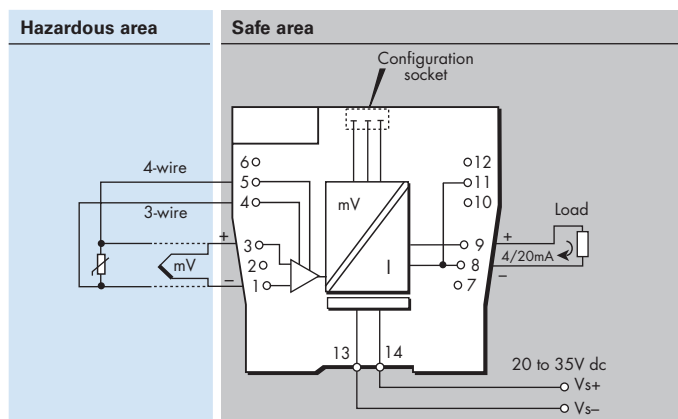 Hazardous area
Safe area
Configuration
socket
4-wire
3-wire
6
5
4
3
2
1
+
–
mV
mV
I
12
11
10
9
8
7
Load
+
4/20mA
–
13
14
20 to 35V dc
Vs+
Vs–